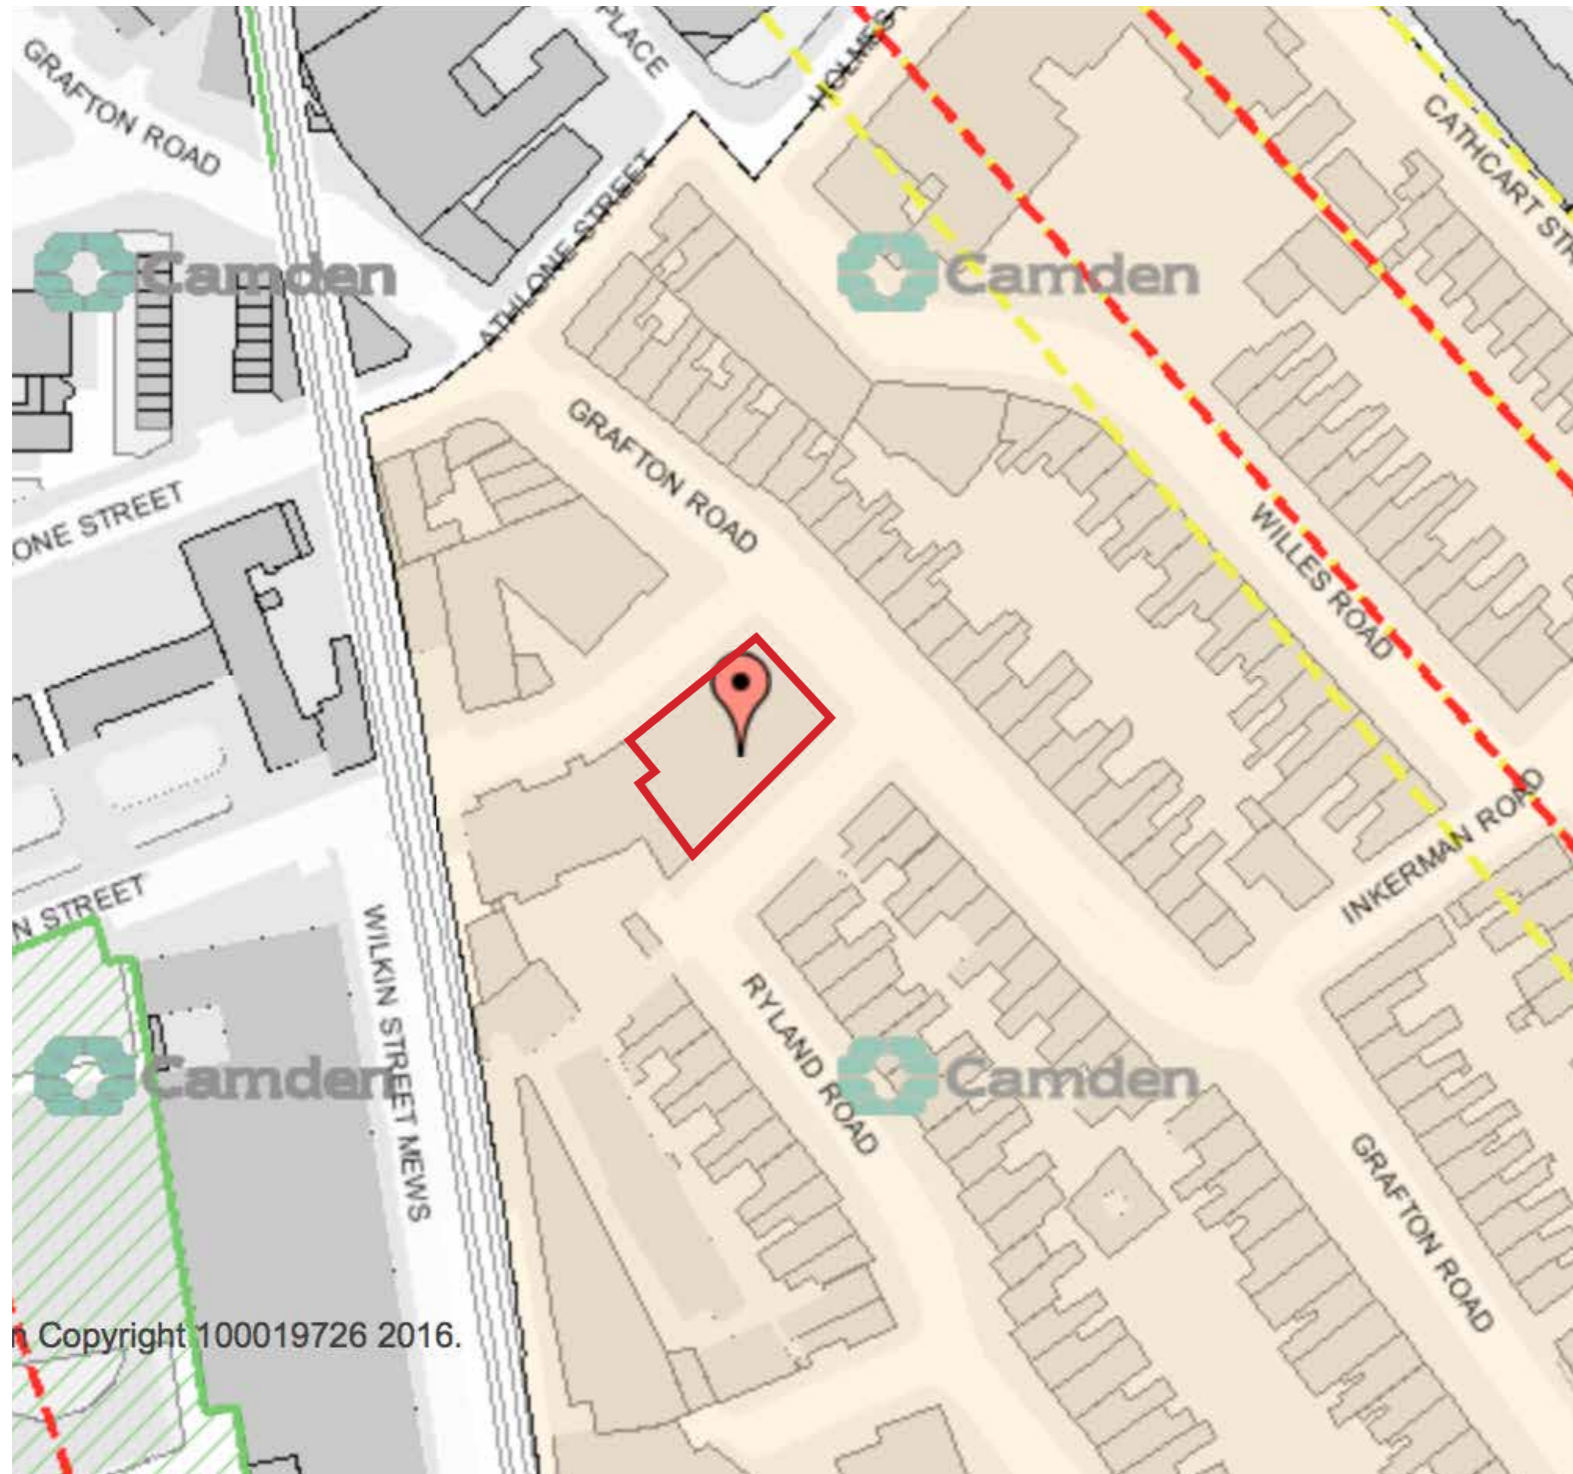 PLACE
HOLMES
GRAFTON ROAD
CATHCART STR
ATHLONE STREET
Camden
Camden
GRAFTON ROAD
ONE STREET
WILLES ROAD
INKERMAN ROAD
N STREET
WILKIN STREET MEWS
RYLAND ROAD
Camden
Camden
GRAFTON ROAD
n Copyright 100019726 2016.